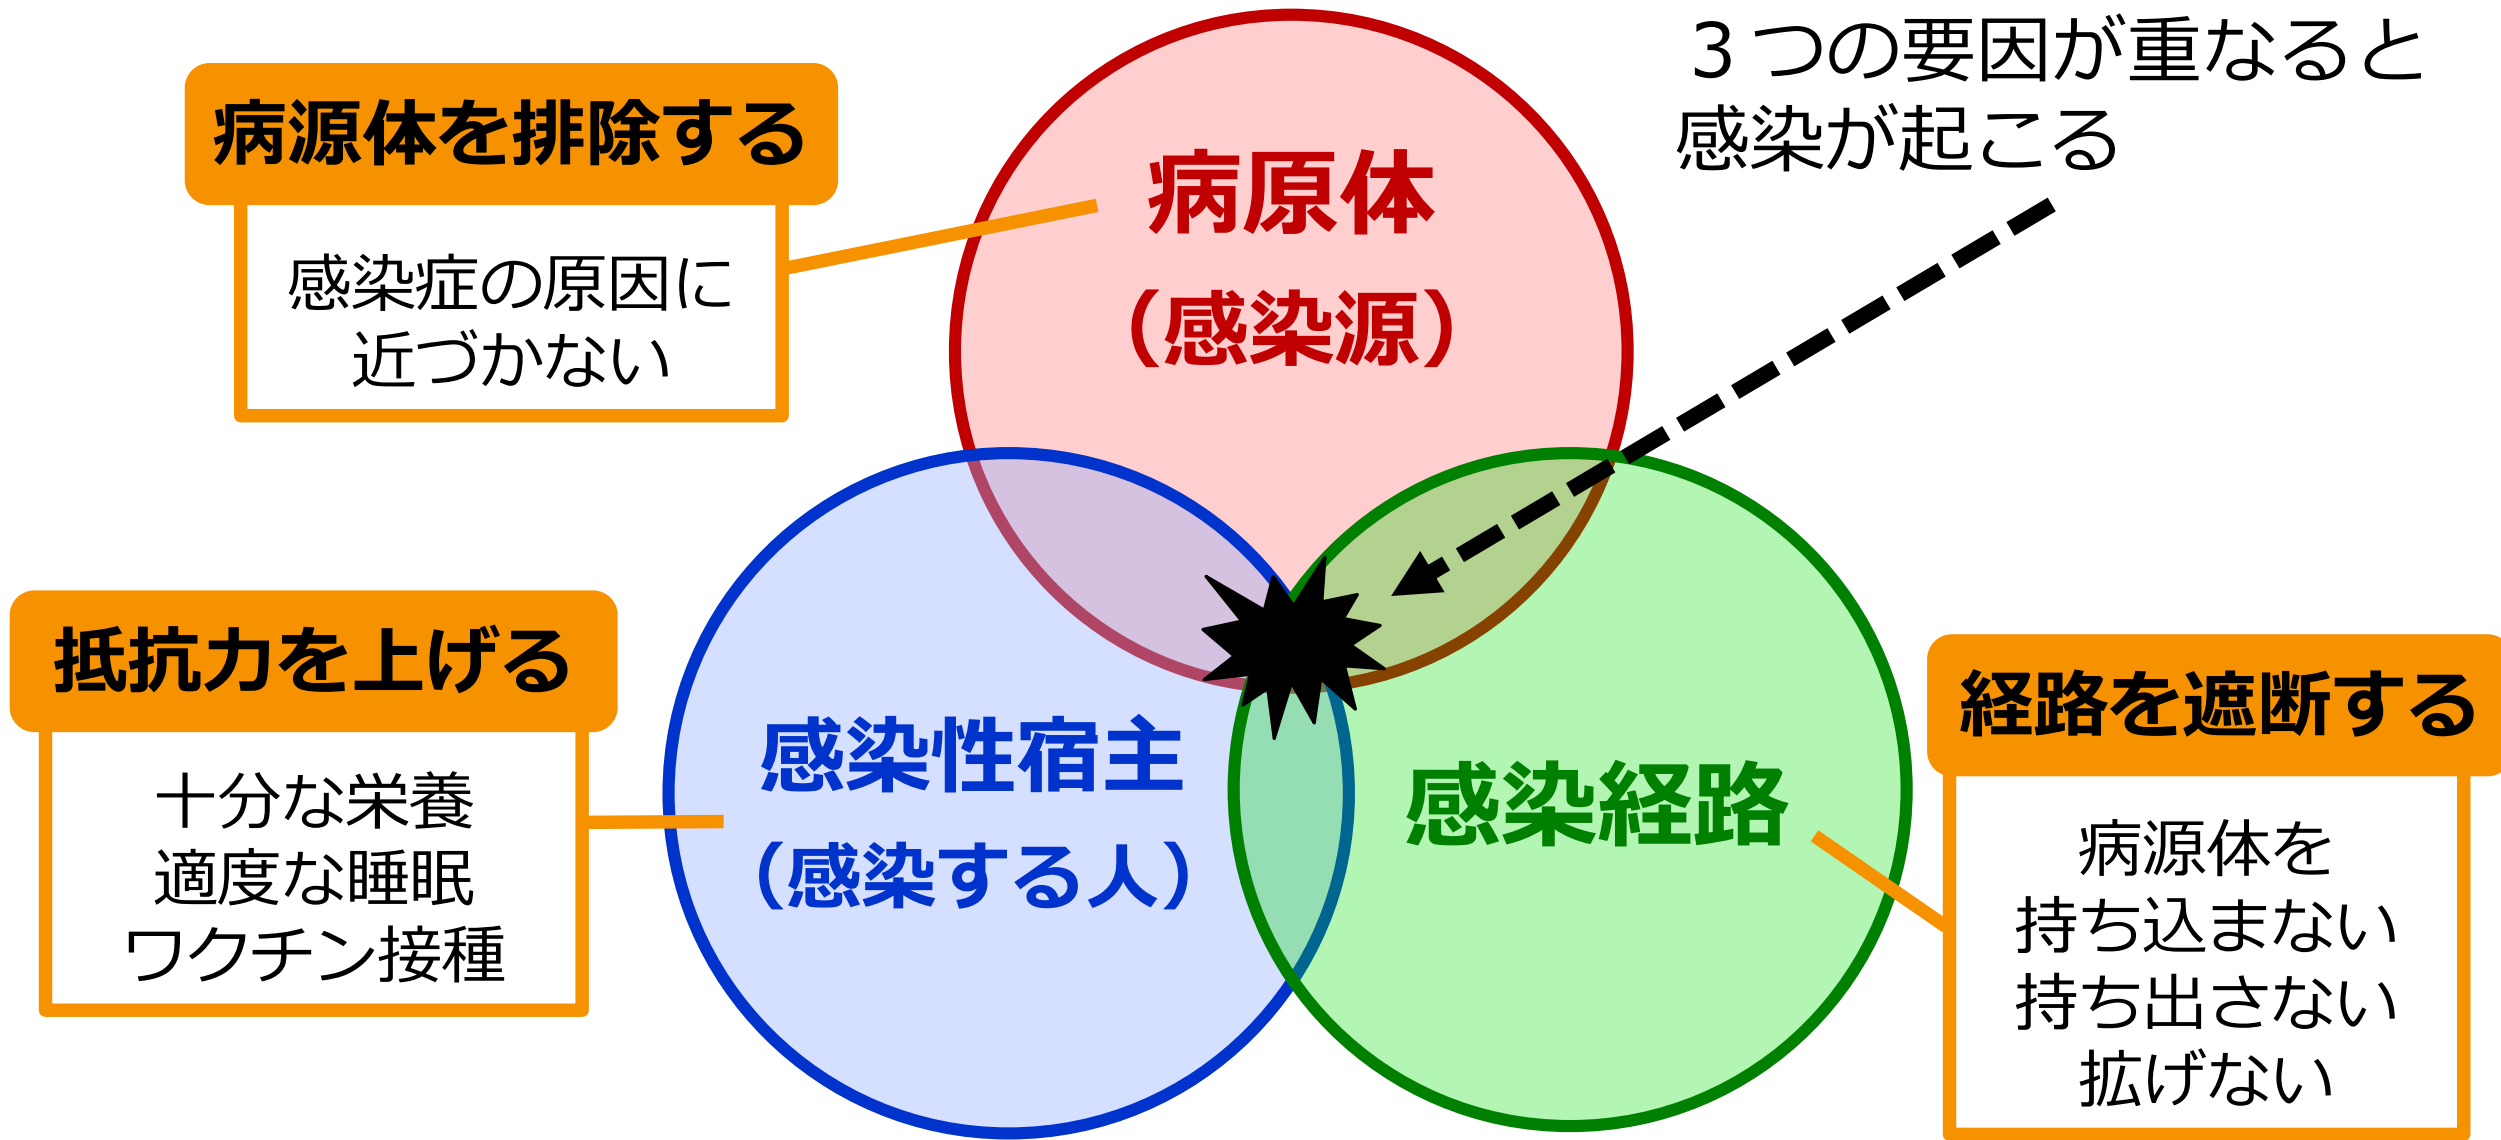 3つの要因が重なると
感染が起こる
病原体を排除する
感染症の原因に
近づかない
病原体
(感染源)
抵抗力を上げる
十分な栄養
適度な睡眠
ワクチン接種
感染性宿主
(感染する人)
感染経路
経路を遮断する
病原体を
持ち込まない
持ち出さない
拡げない